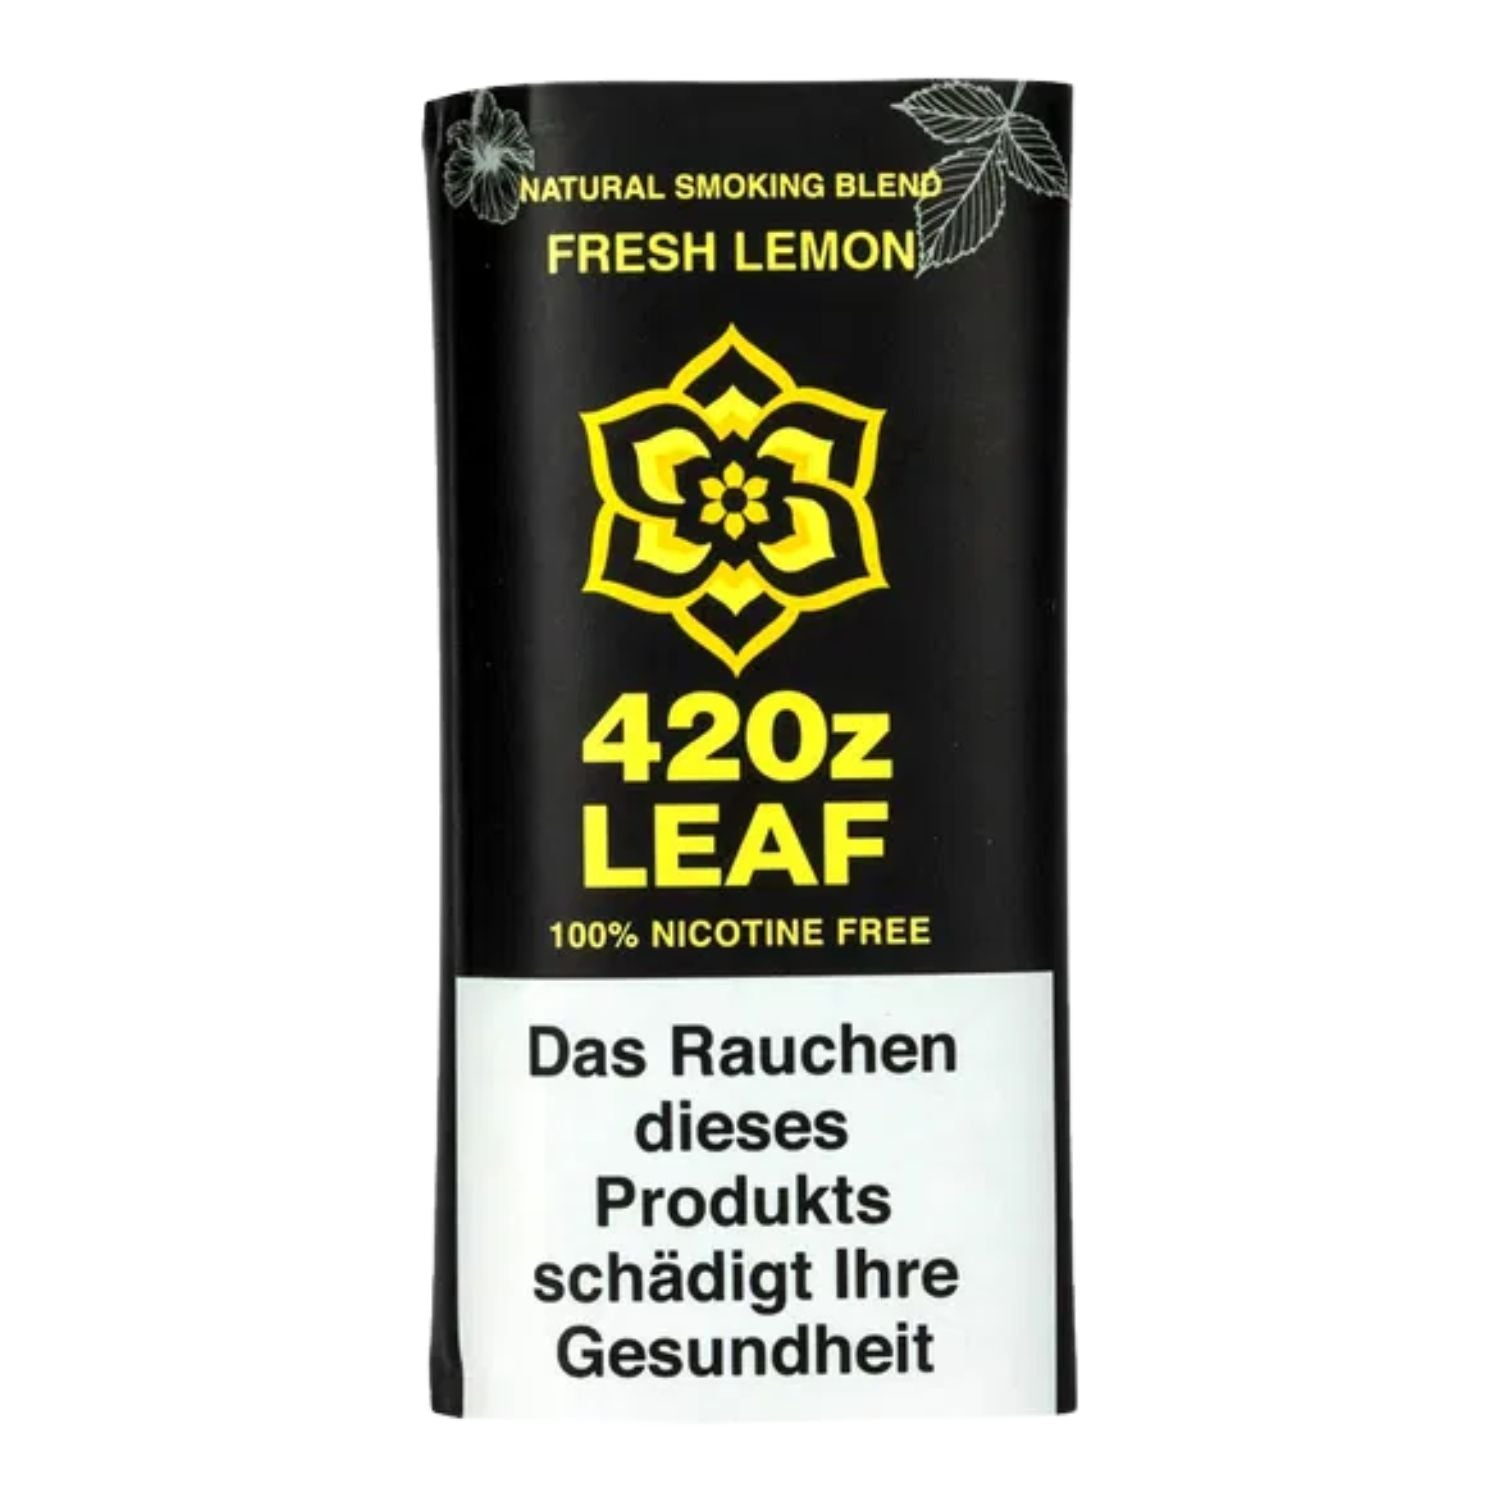 NATURAL SMOKING BLEND
FRESH LEMON
420z
LEAF
100% NICOTINE FREE
Das Rauchen
dieses
Produkts
schädigt Ihre
Gesundheit